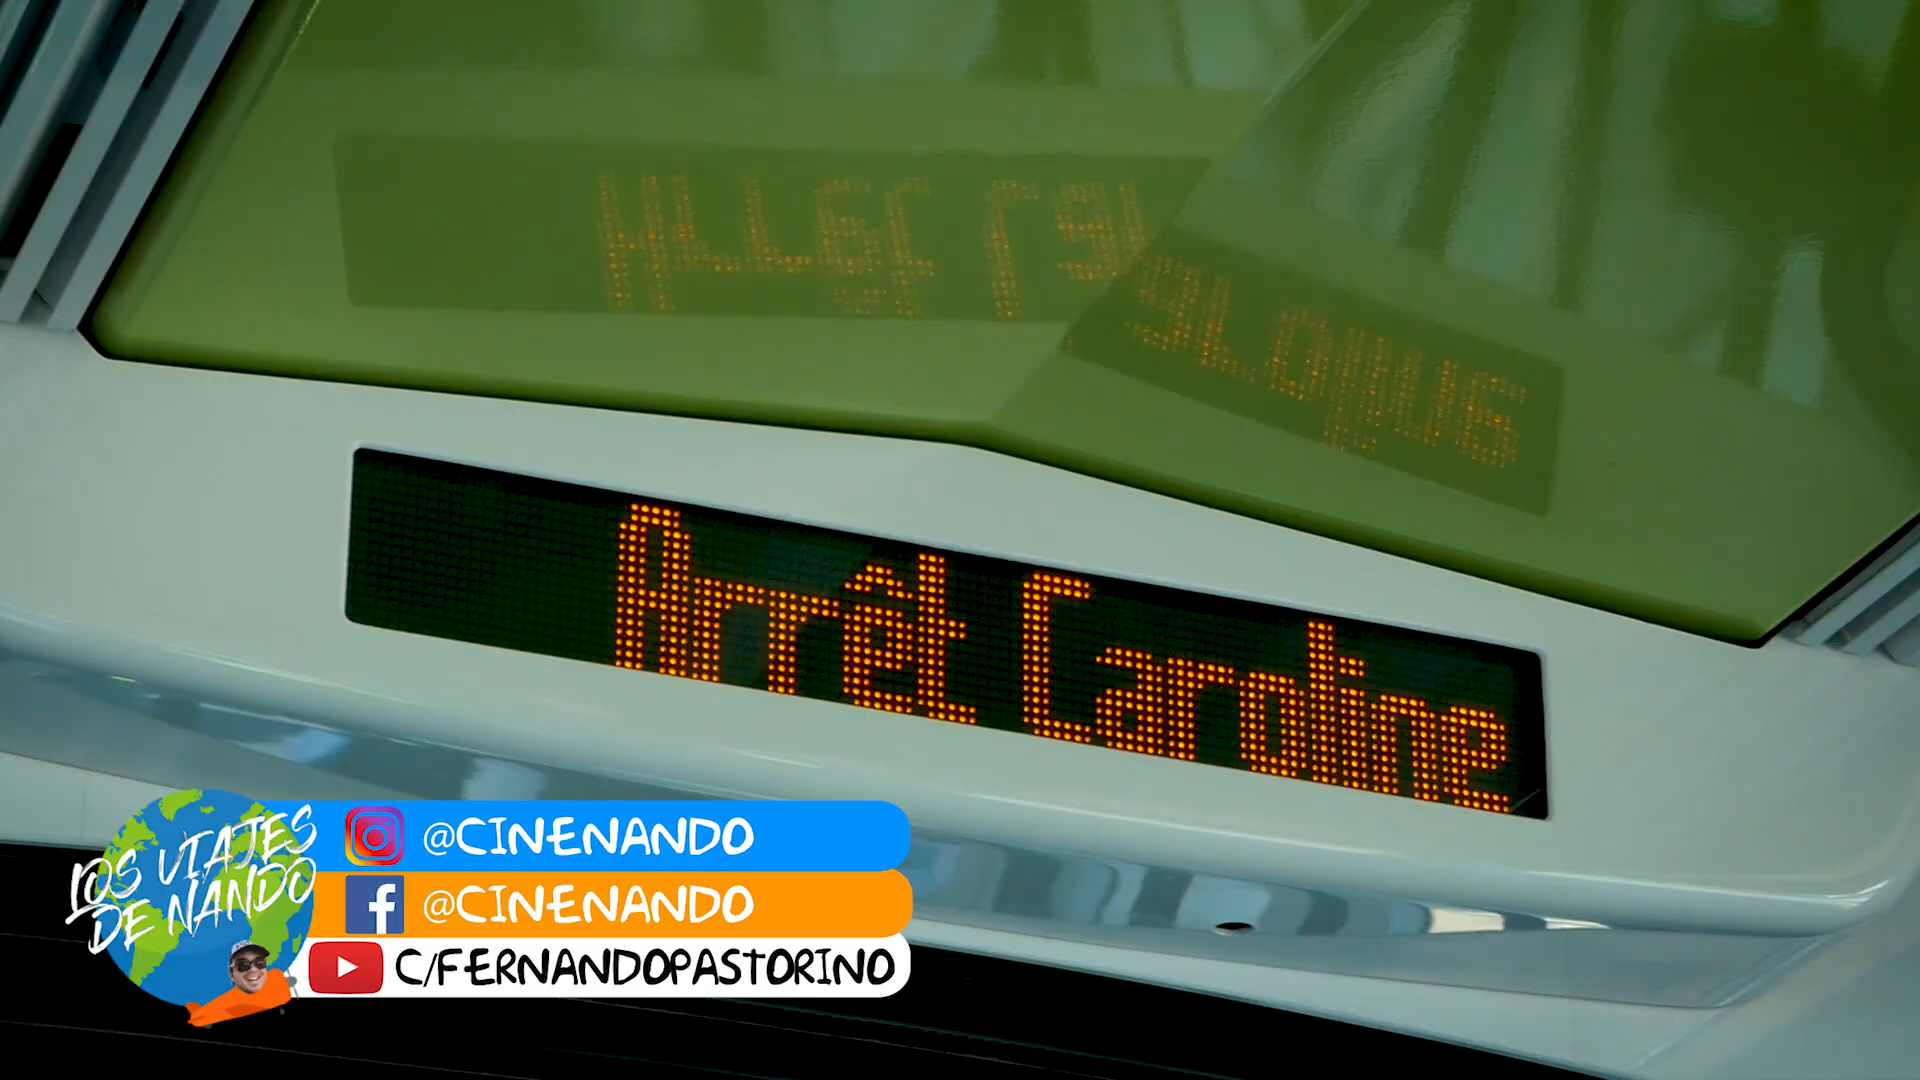 Arrêt Caroline
LOS VIAJES
DE NANDO
@CINENANDO
@CINENANDO
C/FERNANDOPASTORINO